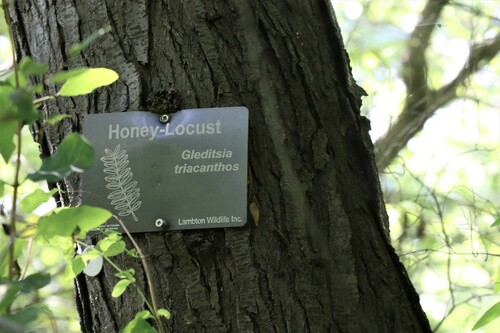 Honey-Locust
Gleditsia
triacanthos
Lambton Wildlife Inc.